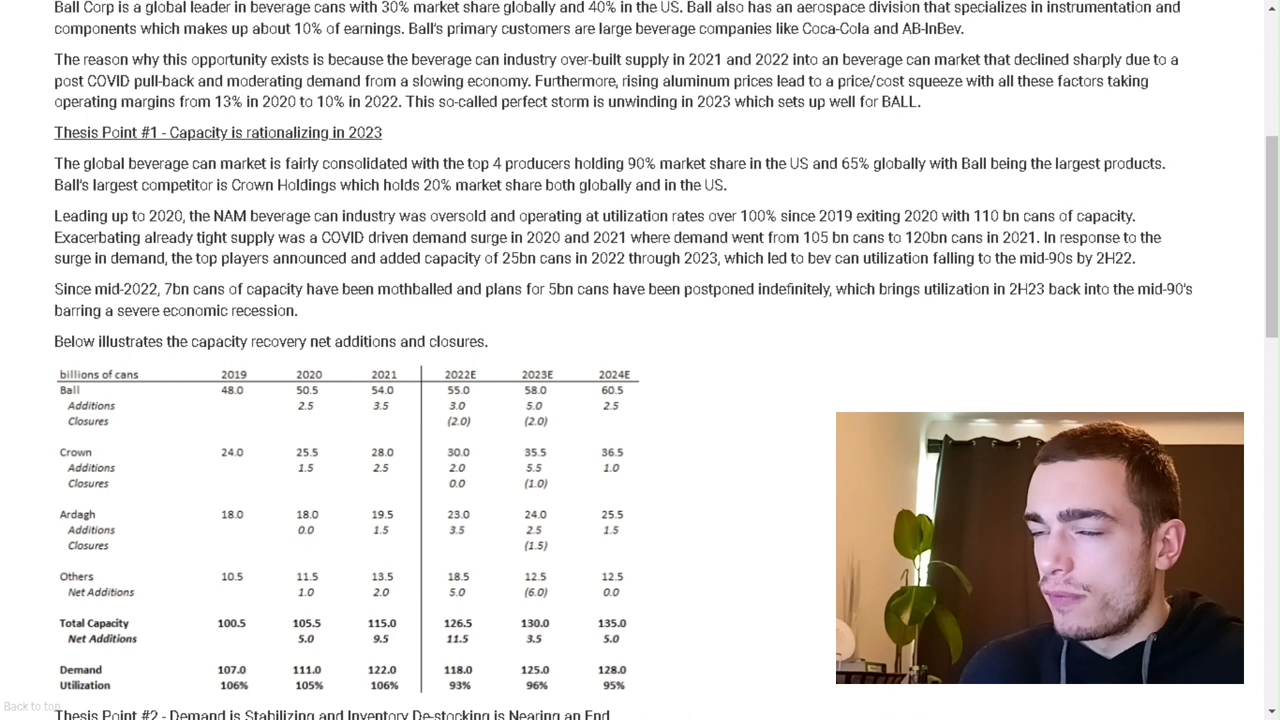 Ball Corp is a global leader in beverage cans with 30% market share globally and 40% in the US. Ball also has an aerospace division that specializes in instrumentation and
components which makes up about 10% of earnings. Ball's primary customers are large beverage companies like Coca-Cola and AB-InBev.
The reason why this opportunity exists is because the beverage can industry over-built supply in 2021 and 2022 into an beverage can market that declined sharply due to a
post COVID pull-back and moderating demand from a slowing economy. Furthermore, rising aluminum prices lead to a price/cost squeeze with all these factors taking
operating margins from 13% in 2020 to 10% in 2022. This so-called perfect storm is unwinding in 2023 which sets up well for BALL.
Thesis Point #1 - Capacity is rationalizing in 2023
The global beverage can market is fairly consolidated with the top 4 producers holding 90% market share in the US and 65% globally with Ball being the largest products.
Ball's largest competitor is Crown Holdings which holds 20% market share both globally and in the US.
Leading up to 2020, the NAM beverage can industry was oversold and operating at utilization rates over 100% since 2019 exiting 2020 with 110 bn cans of capacity.
Exacerbating already tight supply was a COVID driven demand surge in 2020 and 2021 where demand went from 105 bn cans to 120bn cans in 2021. In response to the
surge in demand, the top players announced and added capacity of 25bn cans in 2022 through 2023, which led to bev can utilization falling to the mid-90s by 2H22.
Since mid-2022, 7bn cans of capacity have been mothballed and plans for 5bn cans have been postponed indefinitely, which brings utilization in 2H23 back into the mid-90's
barring a severe economic recession.
Below illustrates the capacity recovery net additions and closures.
billions of cans 2019 2020 2021 2022E 2023E 2024E
Ball 48.0 50.5 54.0 55.0 58.0 60.5
Additions 2.5 3.5 3.0 5.0 2.5
Closures (2.0) (2.0)
Crown 24.0 25.5 28.0 30.0 35.5 36.5
Additions 1.5 2.5 2.0 5.5 1.0
Closures 0.0 (1.0)
Ardagh 18.0 18.0 19.5 23.0 24.0 25.5
Additions 0.0 1.5 3.5 2.5 1.5
Closures (1.5)
Others 10.5 11.5 13.5 18.5 12.5 12.5
Net Additions 1.0 2.0 5.0 (6.0) 0.0
Total Capacity 100.5 105.5 115.0 126.5 130.0 135.0
Net Additions 5.0 9.5 11.5 3.5 5.0
Demand 107.0 111.0 122.0 118.0 125.0 128.0
Utilization 106% 105% 106% 93% 96% 95%
Back to top
Thesis Point #2 - Demand is Stabilizing and Inventory De-stocking is Nearing an End